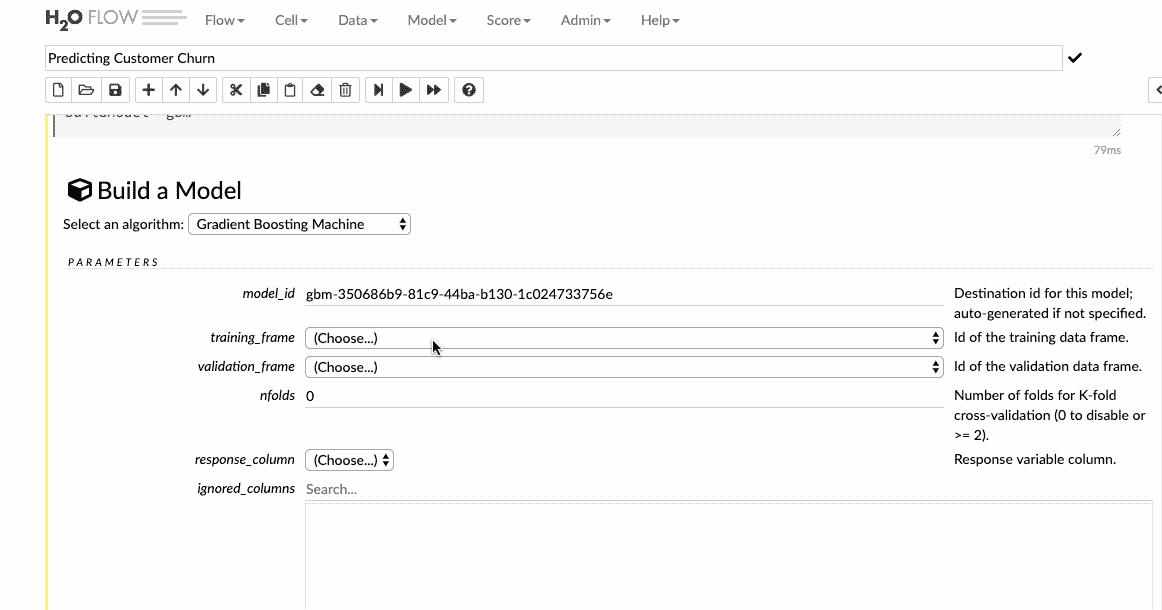 H2O FLOW
Flow Cell Data Model Score Admin Help
Predicting Customer Churn
79ms
Build a Model
Select an algorithm: Gradient Boosting Machine
PARAMETERS
model_id gbm-350686b9-81c9-44ba-b130-1c024733756e Destination id for this model;
auto-generated if not specified.
training_frame (Choose...) Id of the training data frame.
validation_frame (Choose...) Id of the validation data frame.
nfolds 0 Number of folds for K-fold
cross-validation (0 to disable or
>= 2).
response_column (Choose...) Response variable column.
ignored_columns Search...